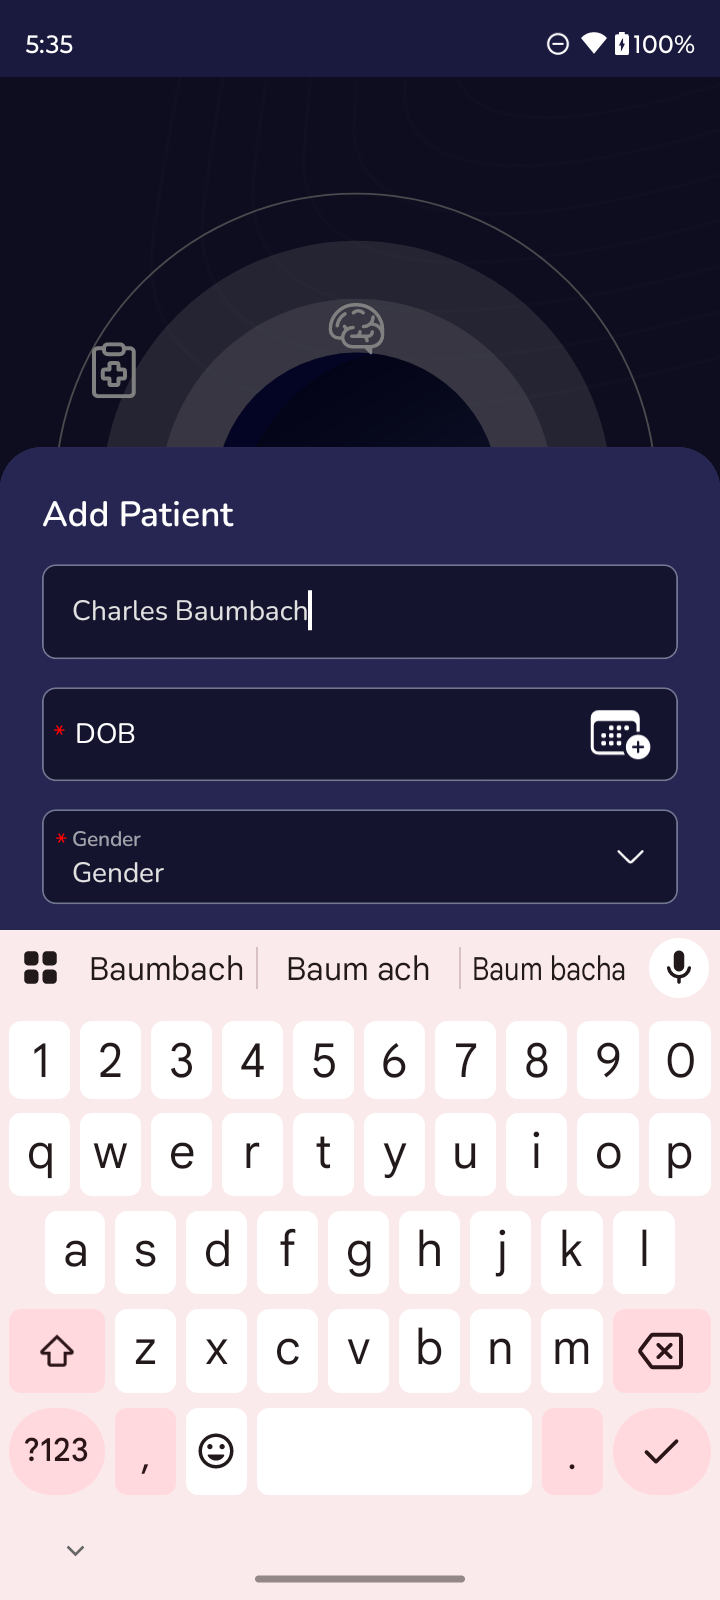 5:35 100%
Add Patient
Charles Baumbach
* DOB
* Gender
Gender
Baumbach Baum ach Baum bacha
1 2 3 4 5 6 7 8 9 0
q w e r t y u i o p
a s d f g h j k l
z x c v b n m
?123 , .